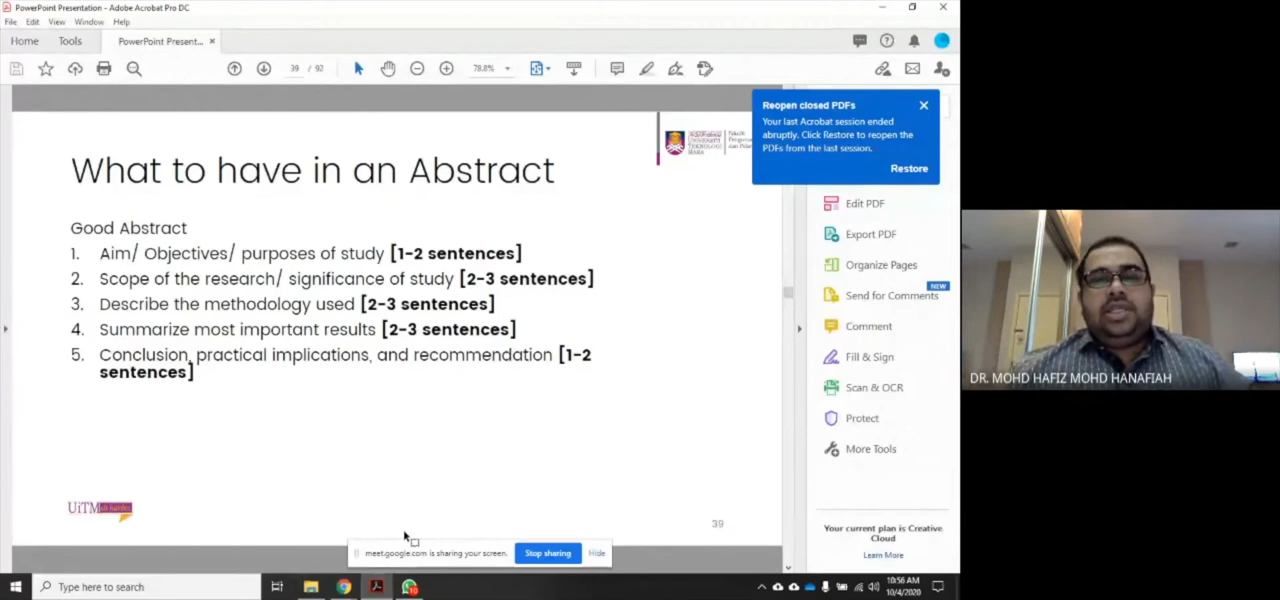 PowerPoint Presentation - Adobe Acrobat Pro DC
File Edit View Window Help
Home Tools PowerPoint Present... ×
39 / 92 78.8%
Reopen closed PDFs
Your last Acrobat session ended
abruptly. Click Restore to reopen the
PDFs from the last session.
Restore
UNIVERSITI
TEKNOLOGI
MARA
Fakulti
What to have in an Abstract
Good Abstract
1. Aim/ Objectives/ purposes of study [1-2 sentences]
2. Scope of the research/ significance of study [2-3 sentences]
3. Describe the methodology used [2-3 sentences]
4. Summarize most important results [2-3 sentences]
5. Conclusion, practical implications, and recommendation [1-2
sentences]
UiTM
39
Edit PDF
Export PDF
Organize Pages
NEW
Send for Comments
Comment
Fill & Sign
Scan & OCR
Protect
More Tools
Your current plan is Creative
Cloud
Learn More
meet.google.com is sharing your screen. Stop sharing Hide
Type here to search
10:56 AM
10/4/2020
DR. MOHD HAFIZ MOHD HANAFIAH